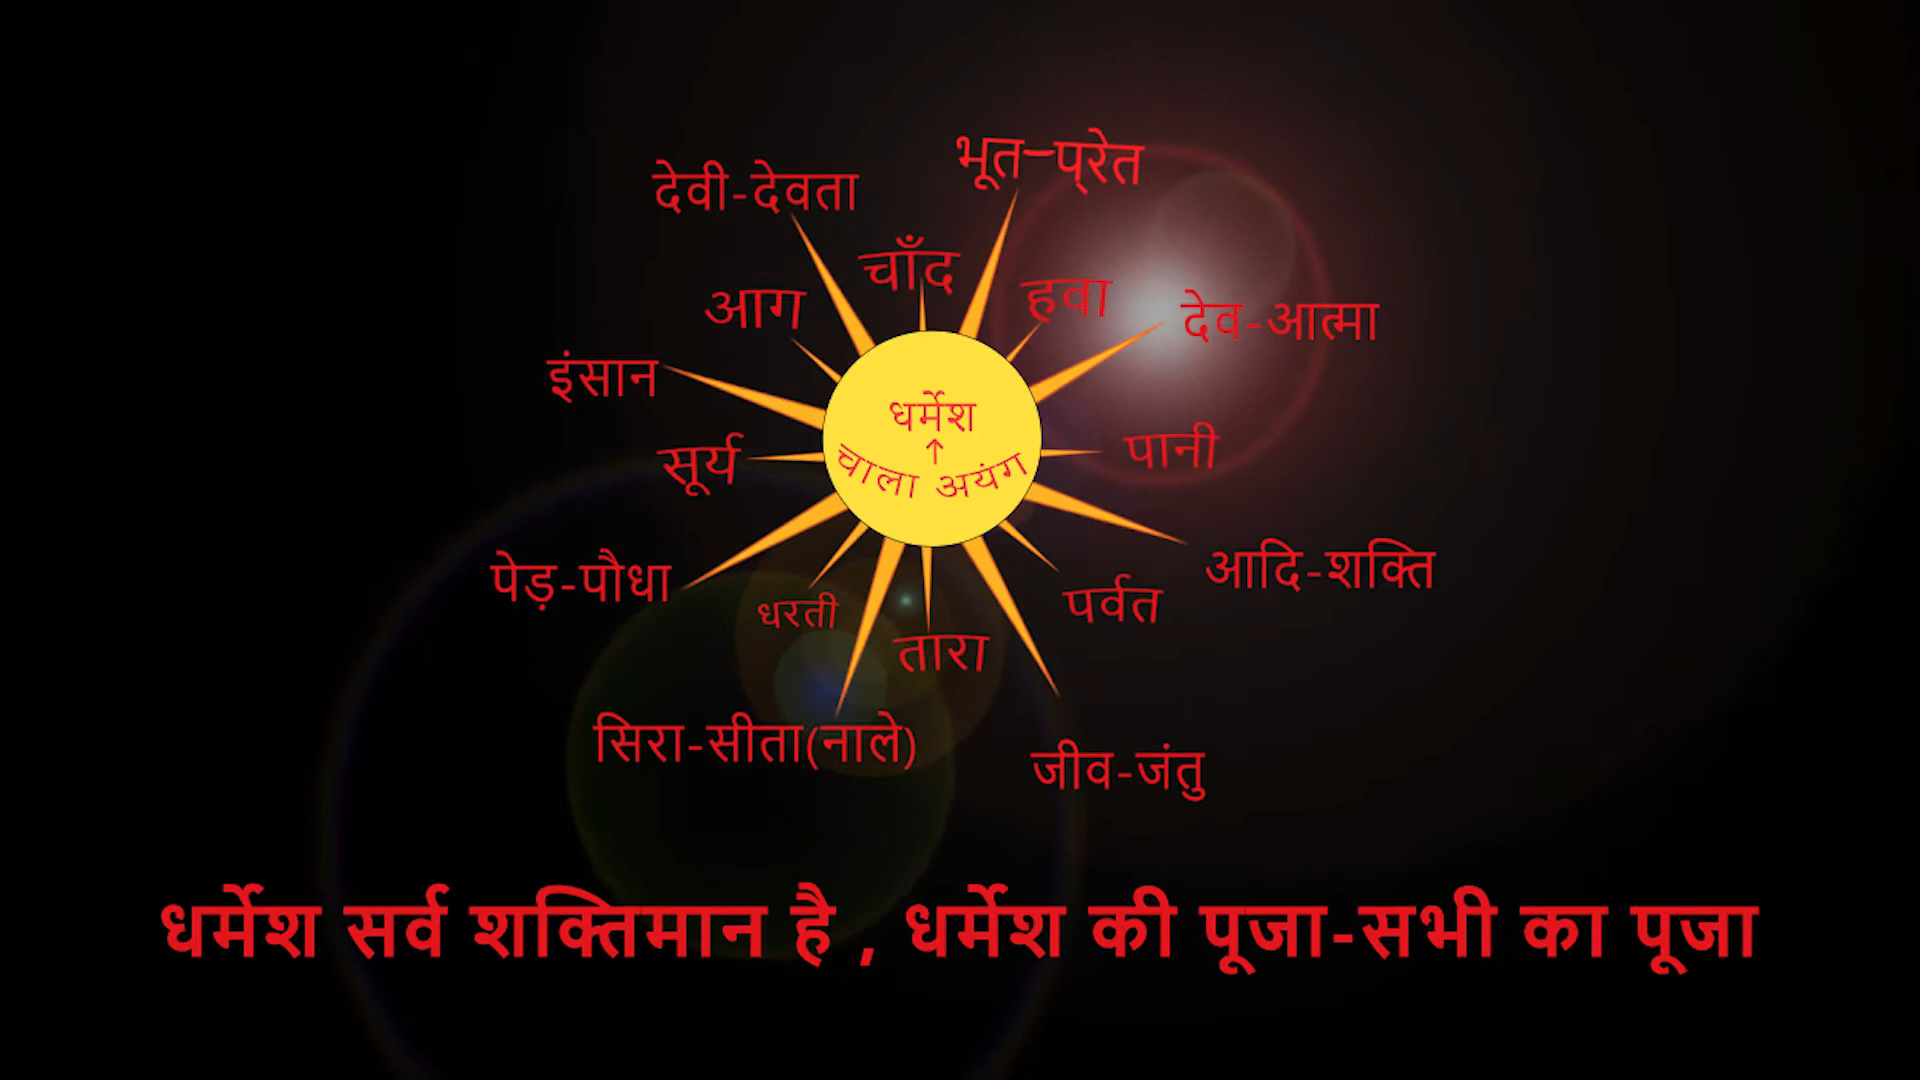 भूत-प्रेत
देवी-देवता
चाँद
आग
हवा
देव-आत्मा
इंसान
धर्मेश
↑
चाला अयंग
सूर्य
पानी
पेड़-पौधा
आदि-शक्ति
धरती
पर्वत
तारा
सिरा-सीता(नाले)
जीव-जंतु
धर्मेश सर्व शक्तिमान है , धर्मेश की पूजा-सभी का पूजा